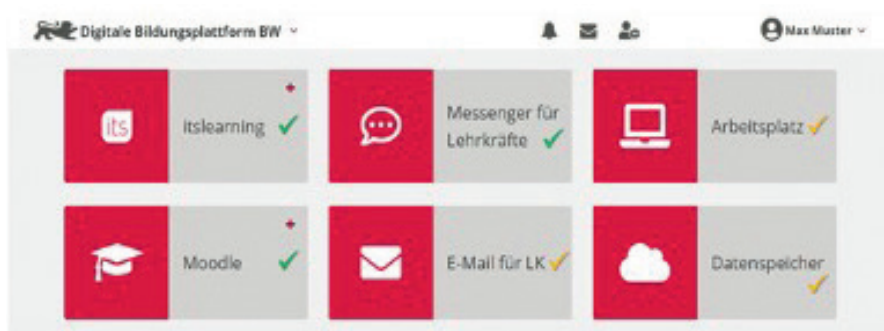 Digitale Bildungsplattform BW
Max Muster
its
itslearning
Messenger für
Lehrkräfte
Arbeitsplatz
Moodle
E-Mail für LK
Datenspeicher